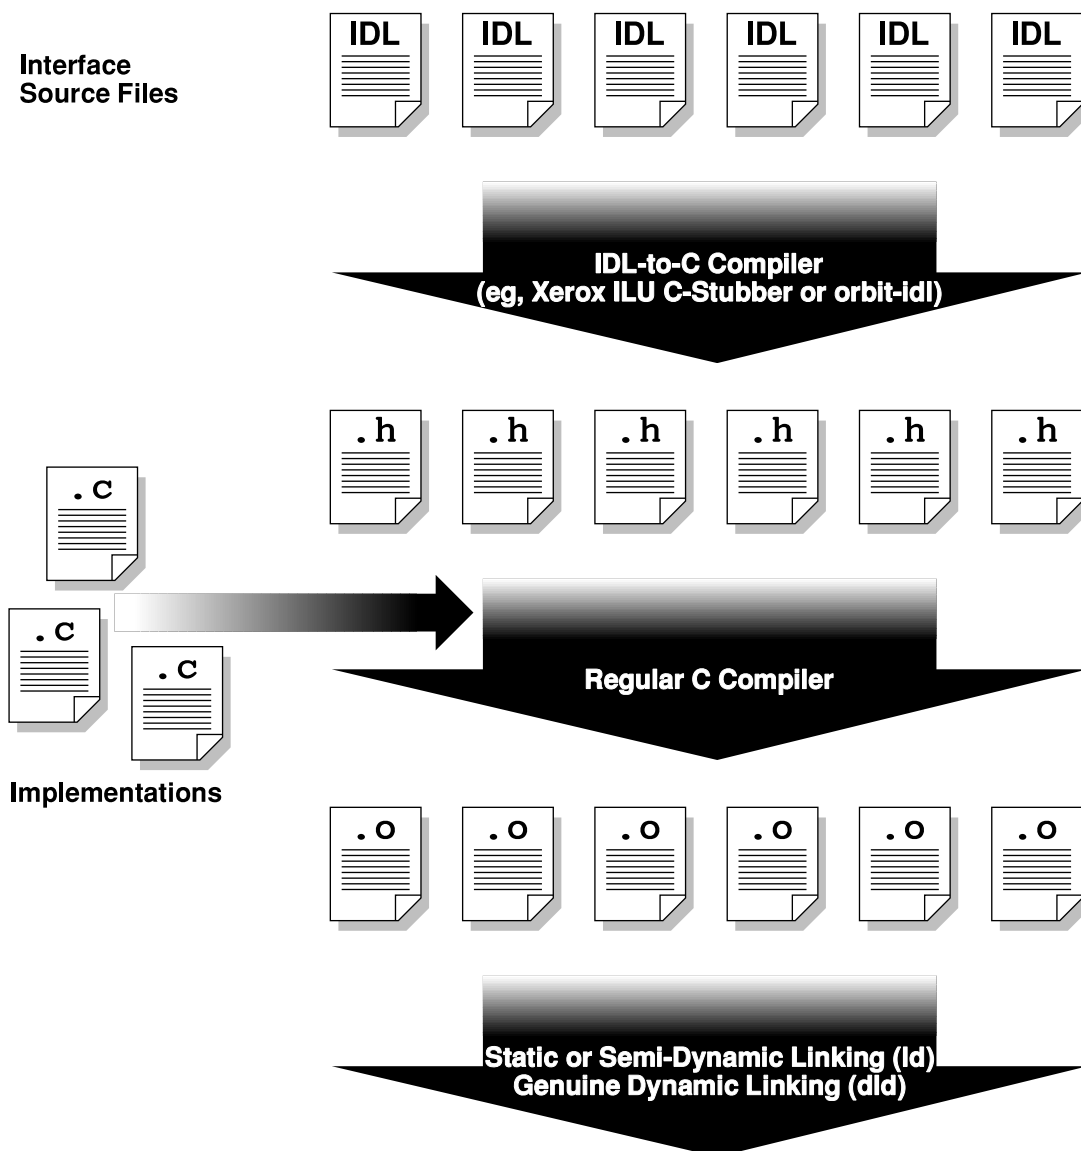 IDL IDL IDL IDL IDL IDL
Interface
Source Files
IDL-to-C Compiler
(eg, Xerox ILU C-Stubber or orbit-idl)
.h .h .h .h .h .h
.c
.c
.c
Regular C Compiler
Implementations
.o .o .o .o .o .o
Static or Semi-Dynamic Linking (ld)
Genuine Dynamic Linking (dld)